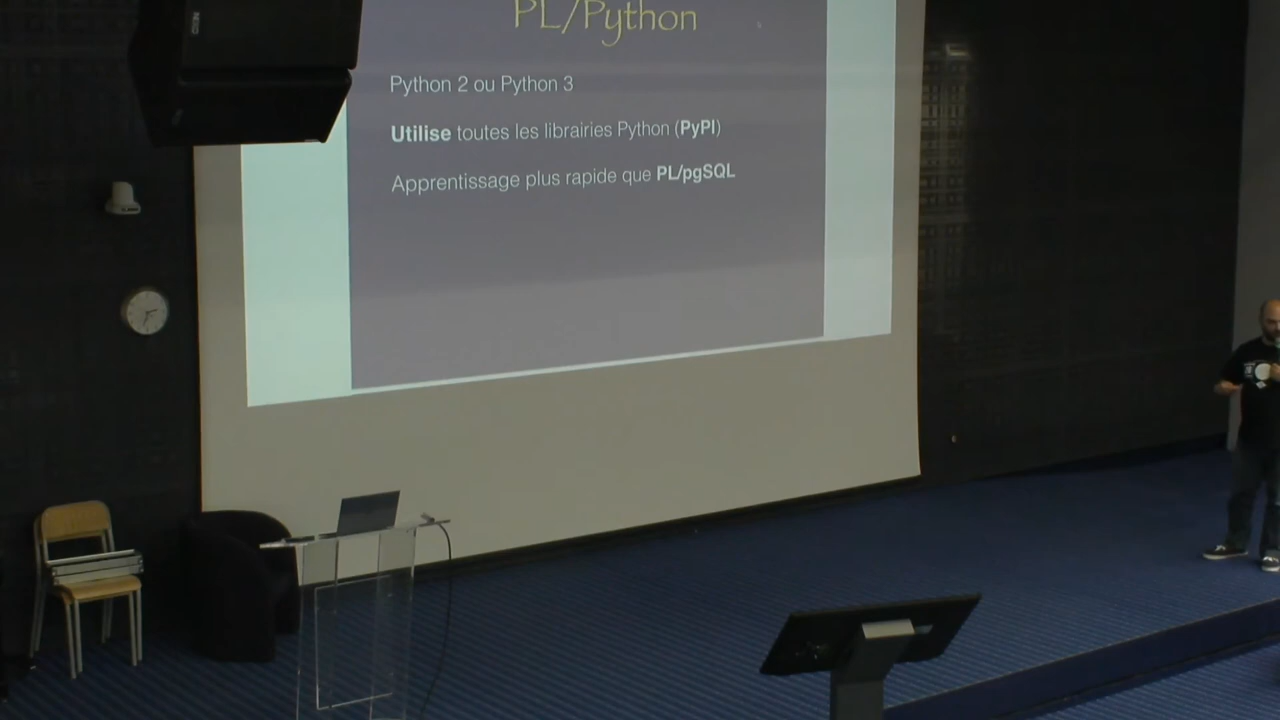 PL/Python
Python 2 ou Python 3
Utilise toutes les librairies Python (PyPI)
Apprentissage plus rapide que PL/pgSQL